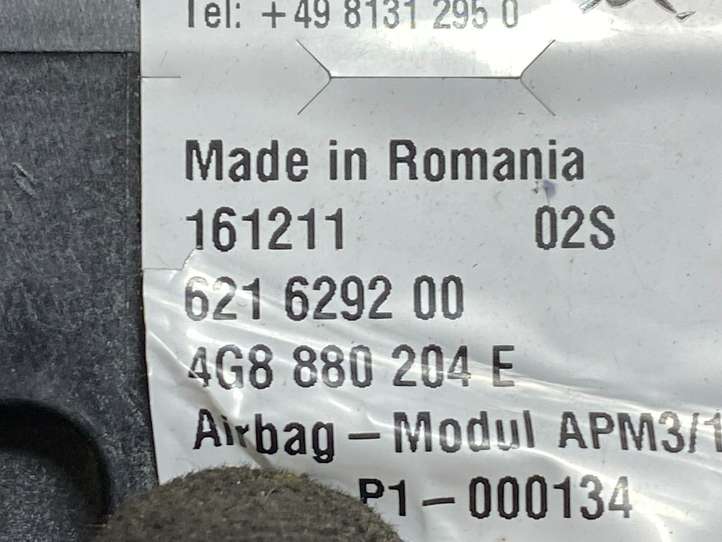 Tel: +49 8131 295 0
Made in Romania
161211 02S
621 6292 00
4G8 880 204 E
Airbag - Modul APM3/1
P1-000134